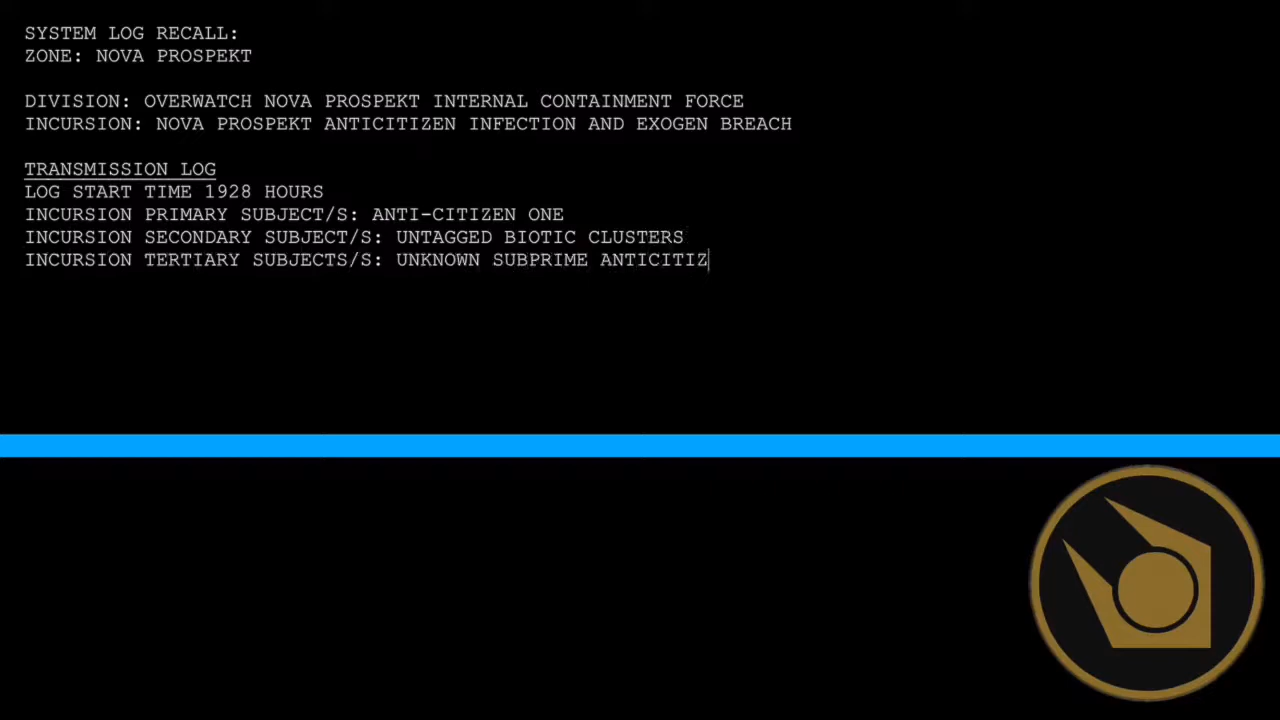 SYSTEM LOG RECALL:
ZONE: NOVA PROSPEKT
DIVISION: OVERWATCH NOVA PROSPEKT INTERNAL CONTAINMENT FORCE
INCURSION: NOVA PROSPEKT ANTICITIZEN INFECTION AND EXOGEN BREACH
TRANSMISSION LOG
LOG START TIME 1928 HOURS
INCURSION PRIMARY SUBJECT/S: ANTI-CITIZEN ONE
INCURSION SECONDARY SUBJECT/S: UNTAGGED BIOTIC CLUSTERS
INCURSION TERTIARY SUBJECTS/S: UNKNOWN SUBPRIME ANTICITIZ